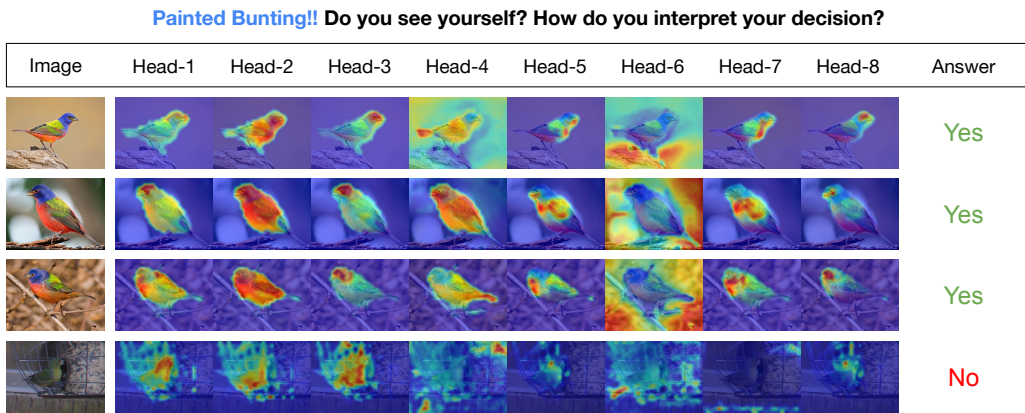 Painted Bunting!! Do you see yourself? How do you interpret your decision?
Image Head-1 Head-2 Head-3 Head-4 Head-5 Head-6 Head-7 Head-8 Answer
Yes
Yes
Yes
No